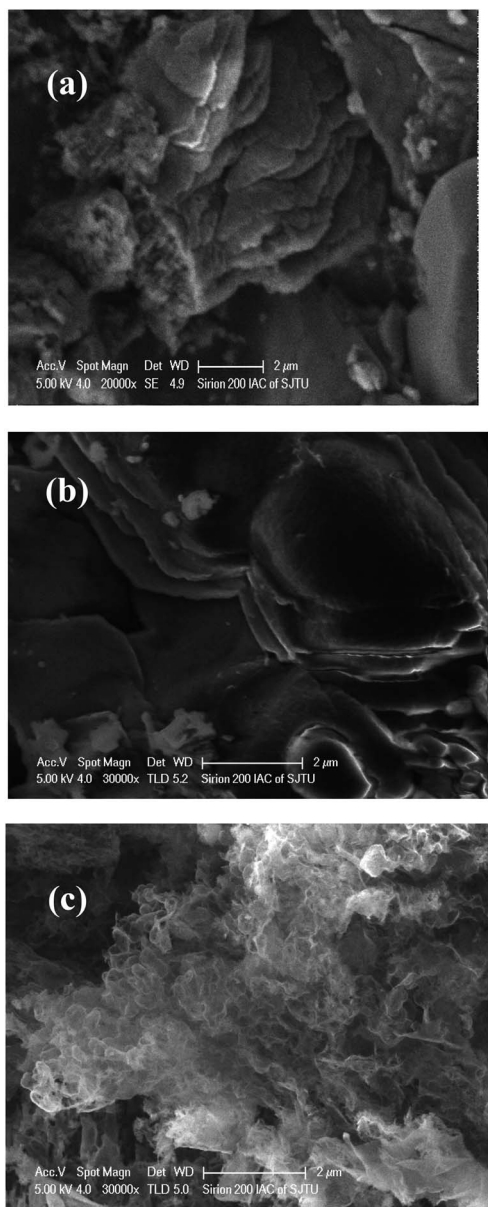 (a)
Acc.V Spot Magn Det WD 2 µm
5.00 kV 4.0 20000x SE 4.9 Sirion 200 IAC of SJTU
(b)
Acc.V Spot Magn Det WD 2 µm
5.00 kV 4.0 30000x TLD 5.2 Sirion 200 IAC of SJTU
(c)
Acc.V Spot Magn Det WD 2 µm
5.00 kV 4.0 30000x TLD 5.0 Sirion 200 IAC of SJTU